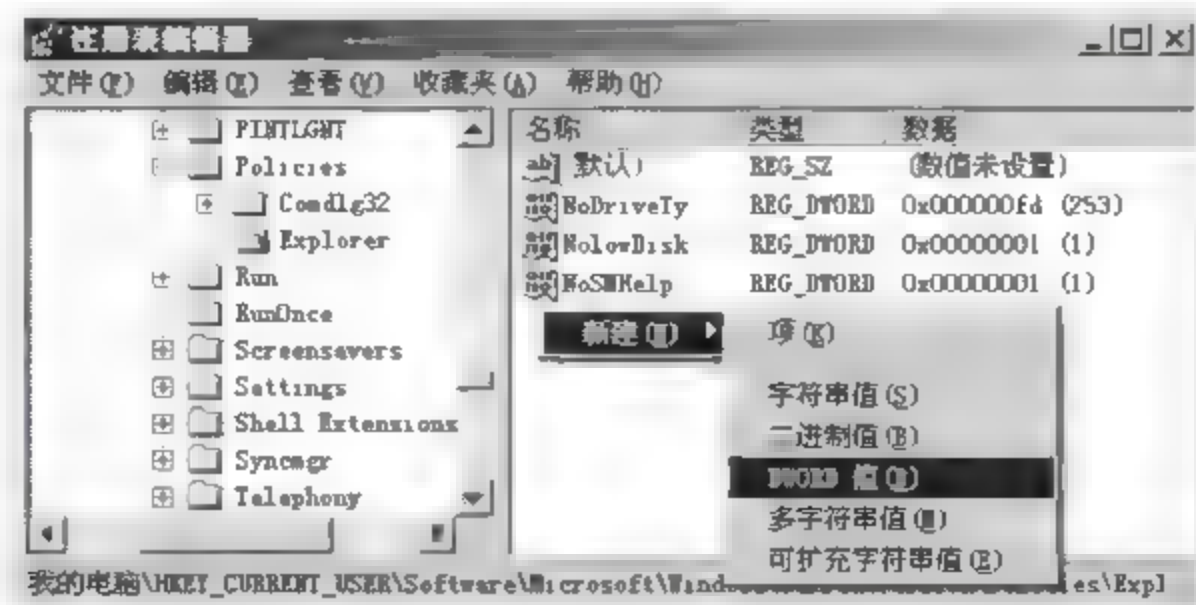 注册表编辑器
文件(F) 编辑(E) 查看(V) 收藏夹(A) 帮助(H)
PINTLGNT
Policies
Comdlg32
Explorer
Run
RunOnce
Screensavers
Settings
Shell Extensions
Syncmgr
Telephony
名称 类型 数据
ab 默认) REG_SZ (数值未设置)
NoDriveTy REG_DWORD 0x000000fd (253)
NolowDisk REG_DWORD 0x00000001 (1)
NoSMHelp REG_DWORD 0x00000001 (1)
新建(N)
项(K)
字符串值(S)
二进制值(B)
DWORD 值(D)
多字符串值(M)
可扩充字符串值(E)
我的电脑\HKEY_CURRENT_USER\Software\Microsoft\Wind es\Expl